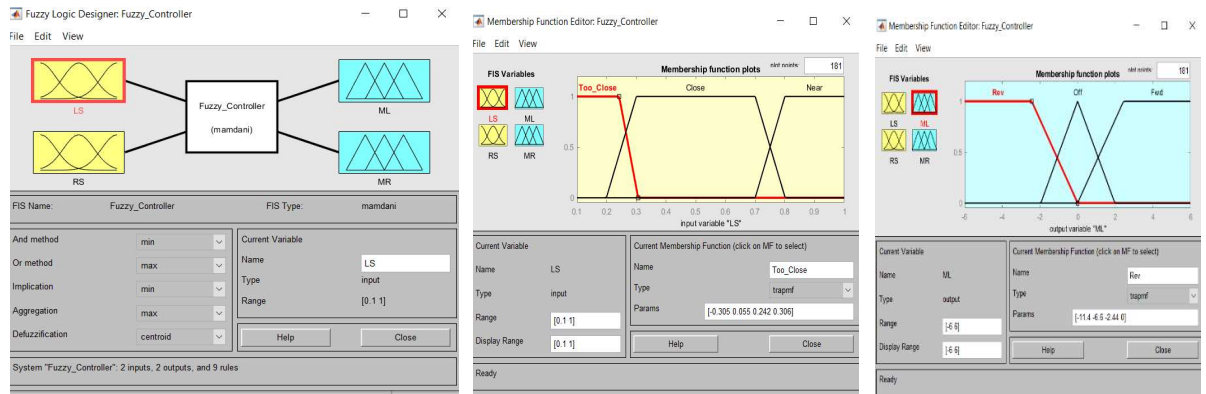 Fuzzy Logic Designer: Fuzzy_Controller
File Edit View
LS
RS
Fuzzy_Controller
(mamdani)
ML
MR
FIS Name: Fuzzy_Controller FIS Type: mamdani
And method min
Or method max
Implication min
Aggregation max
Defuzzification centroid
Current Variable
Name LS
Type input
Range [0.1 1]
Help Close
System "Fuzzy_Controller": 2 inputs, 2 outputs, and 9 rules
Membership Function Editor: Fuzzy_Controller
File Edit View
FIS Variables
LS ML
RS MR
Membership function plots plot points: 181
Too_Close Close Near
1
0.5
0
0.1 0.2 0.3 0.4 0.5 0.6 0.7 0.8 0.9 1
input variable "LS"
Current Variable
Name LS
Type input
Range [0.1 1]
Display Range [0.1 1]
Current Membership Function (click on MF to select)
Name Too_Close
Type trapmf
Params [-0.305 0.055 0.242 0.306]
Help Close
Ready
Membership Function Editor: Fuzzy_Controller
File Edit View
FIS Variables
LS ML
RS MR
Membership function plots plot points: 181
Rev Off Fwd
1
0.5
0
-6 -4 -2 0 2 4 6
output variable "ML"
Current Variable
Name ML
Type output
Range [-6 6]
Display Range [-6 6]
Current Membership Function (click on MF to select)
Name Rev
Type trapmf
Params [-11.4 -6.6 -2.44 0]
Help Close
Ready